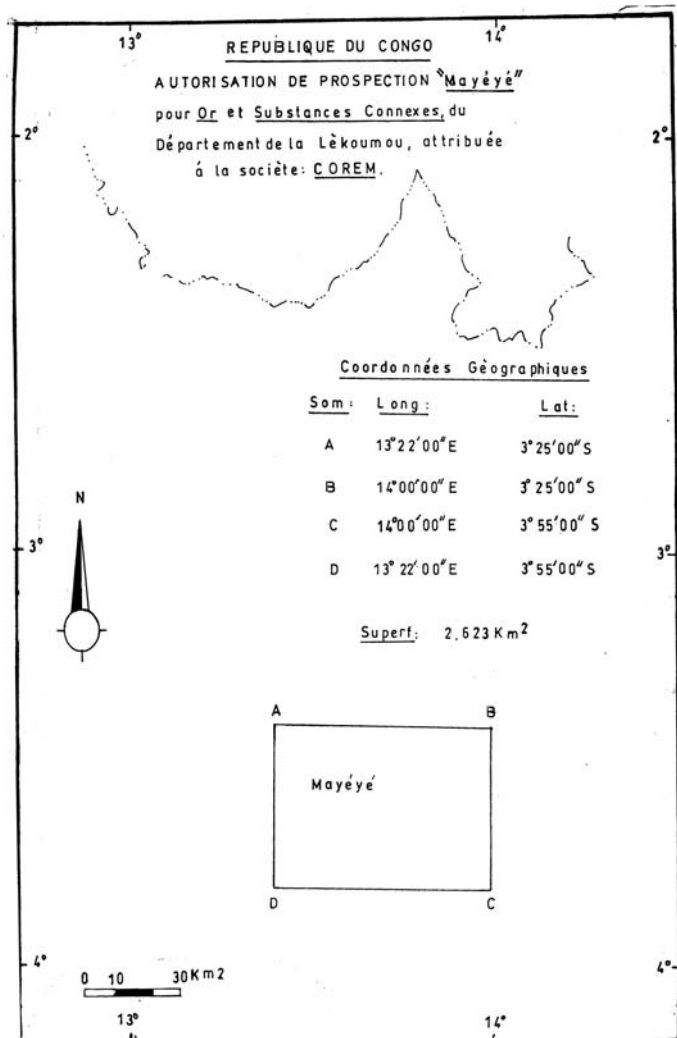 13° 14°
REPUBLIQUE DU CONGO
AUTORISATION DE PROSPECTION "Mayéyé"
pour Or et Substances Connexes, du
Département de la Lèkoumou, attribuée
á la société: COREM.
2° 2°
Coordonnées Gèographiques
Som: Long: Lat:
A 13°22'00" E 3°25'00" S
B 14°00'00" E 3°25'00" S
C 14°00'00" E 3°55'00" S
D 13°22'00" E 3°55'00" S
N
3° 3°
Superf: 2.623 Km2
A B
Mayéyé
D C
4° 4°
0 10 30 Km2
13° 14°